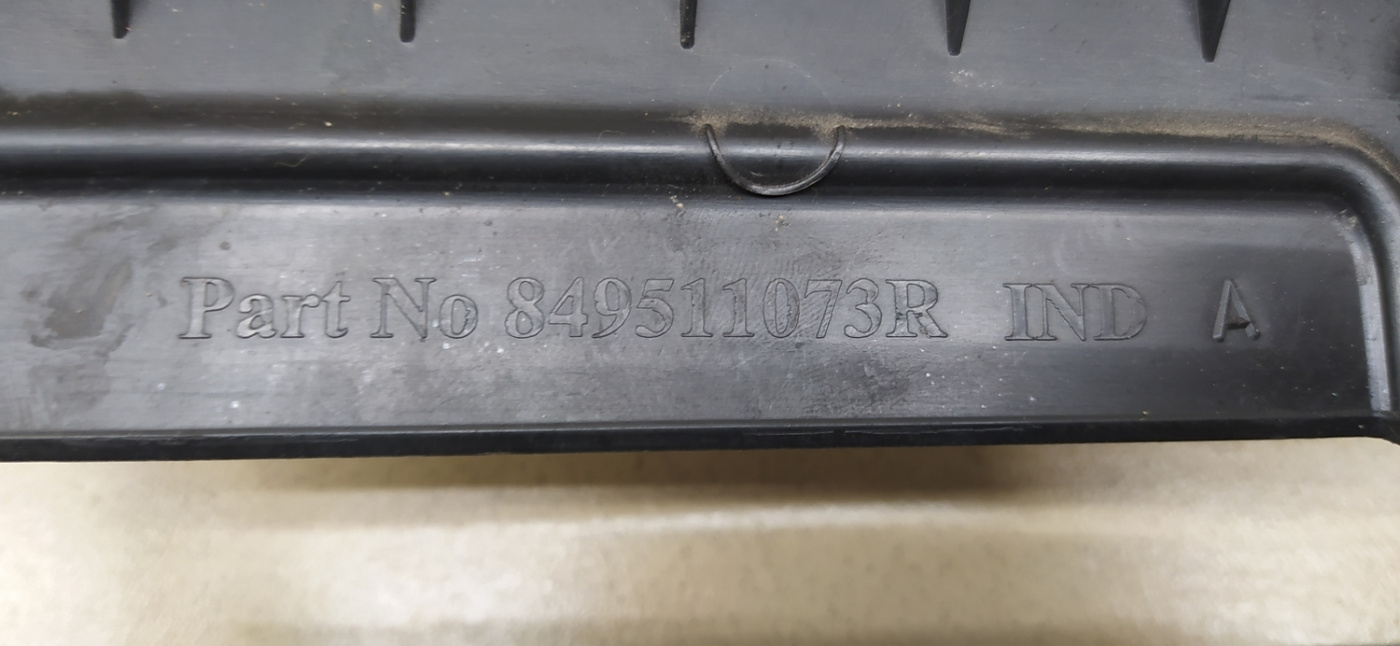 Part No 849511073R IND A